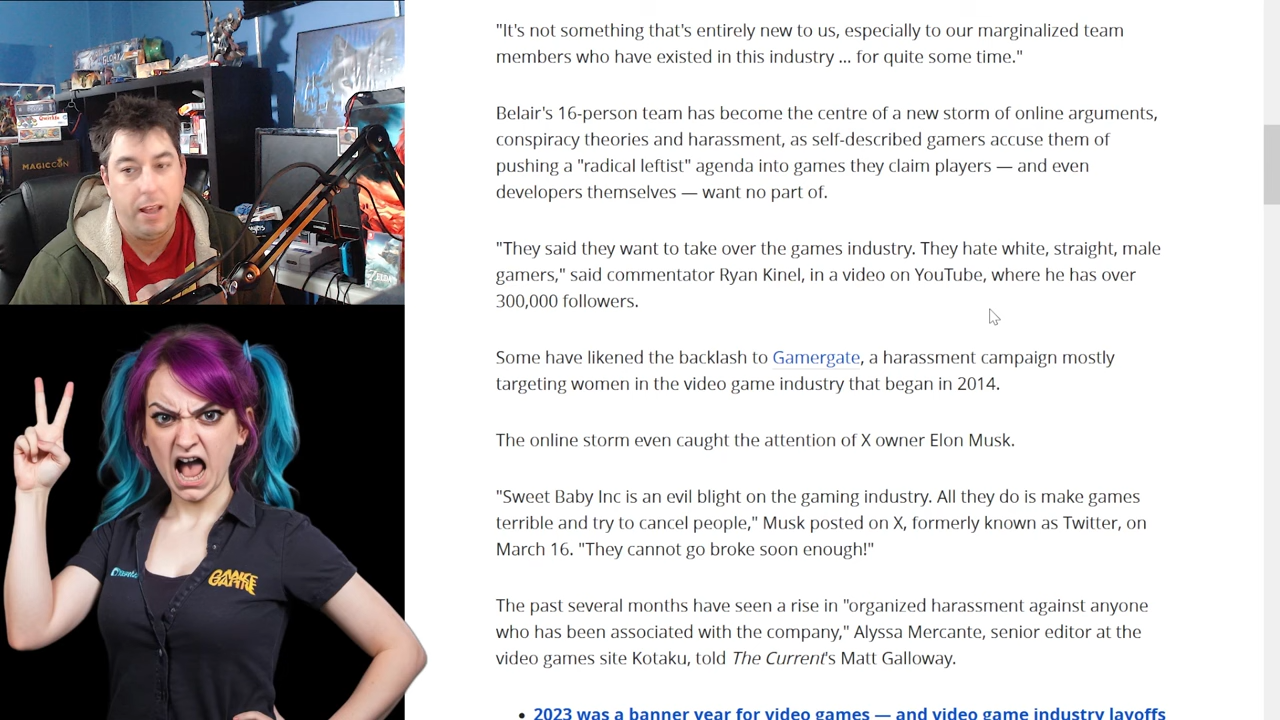 "It's not something that's entirely new to us, especially to our marginalized team
members who have existed in this industry ... for quite some time."
Belair's 16-person team has become the centre of a new storm of online arguments,
conspiracy theories and harassment, as self-described gamers accuse them of
pushing a "radical leftist" agenda into games they claim players — and even
developers themselves — want no part of.
"They said they want to take over the games industry. They hate white, straight, male
gamers," said commentator Ryan Kinel, in a video on YouTube, where he has over
300,000 followers.
Some have likened the backlash to Gamergate, a harassment campaign mostly
targeting women in the video game industry that began in 2014.
The online storm even caught the attention of X owner Elon Musk.
"Sweet Baby Inc is an evil blight on the gaming industry. All they do is make games
terrible and try to cancel people," Musk posted on X, formerly known as Twitter, on
March 16. "They cannot go broke soon enough!"
The past several months have seen a rise in "organized harassment against anyone
who has been associated with the company," Alyssa Mercante, senior editor at the
video games site Kotaku, told The Current's Matt Galloway.
• 2023 was a banner year for video games — and video game industry layoffs
GLORY
Qwirkle
MAGICCON